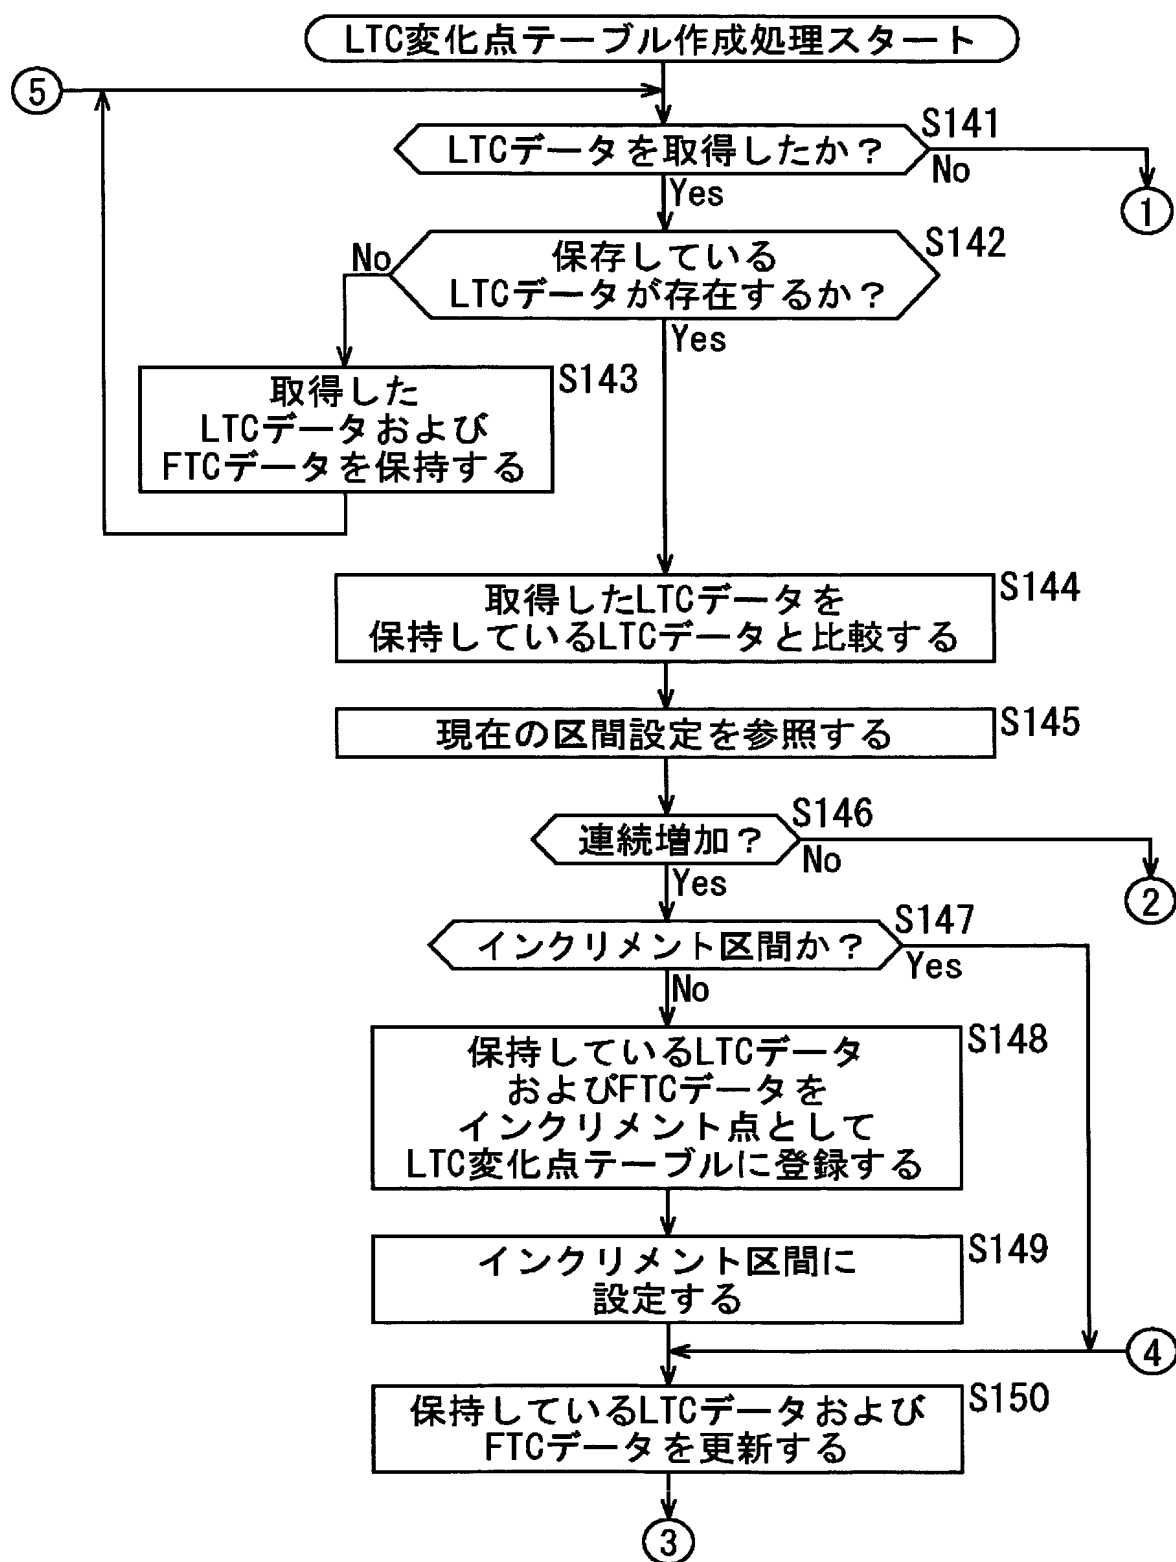 LTC変化点テーブル作成処理スタート
⑤
S141
LTCデータを取得したか？
No
①
Yes
S142
保存している
LTCデータが存在するか？
No
Yes
S143
取得した
LTCデータおよび
FTCデータを保持する
S144
取得したLTCデータを
保持しているLTCデータと比較する
S145
現在の区間設定を参照する
S146
連続増加？
No
②
Yes
S147
インクリメント区間か？
Yes
No
S148
保持しているLTCデータ
およびFTCデータを
インクリメント点として
LTC変化点テーブルに登録する
S149
インクリメント区間に
設定する
④
S150
保持しているLTCデータおよび
FTCデータを更新する
③